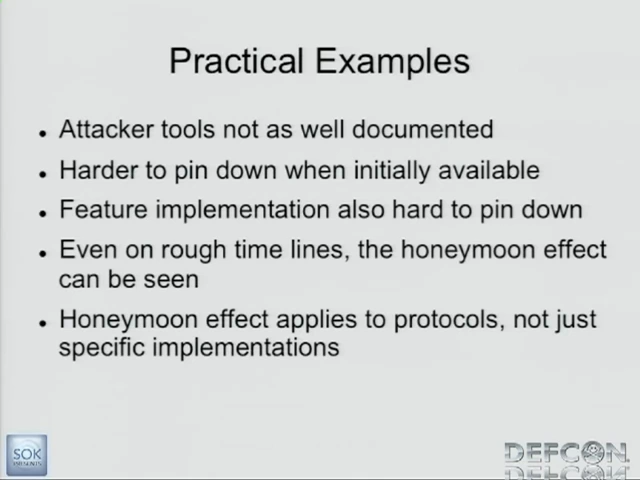 Practical Examples
Attacker tools not as well documented
Harder to pin down when initially available
Feature implementation also hard to pin down
Even on rough time lines, the honeymoon effect
can be seen
Honeymoon effect applies to protocols, not just
specific implementations
SOK
PRESENTS
DEFCON